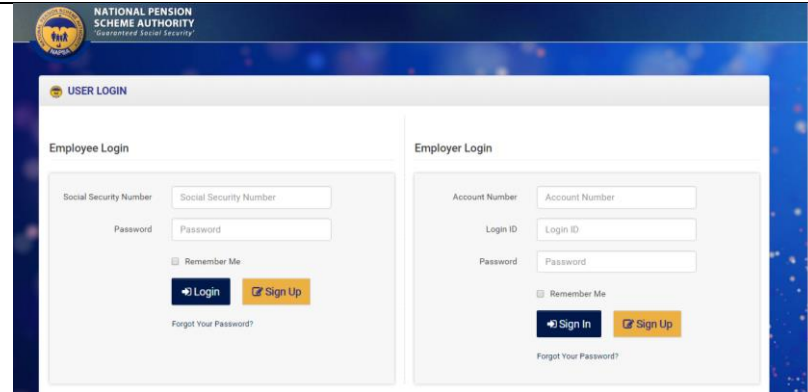 NATIONAL PENSION
SCHEME AUTHORITY
'Guaranteed Social Security'
NAPSA
USER LOGIN
Employee Login
Social Security Number
Social Security Number
Password
Password
Remember Me
Login
Sign Up
Forgot Your Password?
Employer Login
Account Number
Account Number
Login ID
Login ID
Password
Password
Remember Me
Sign In
Sign Up
Forgot Your Password?